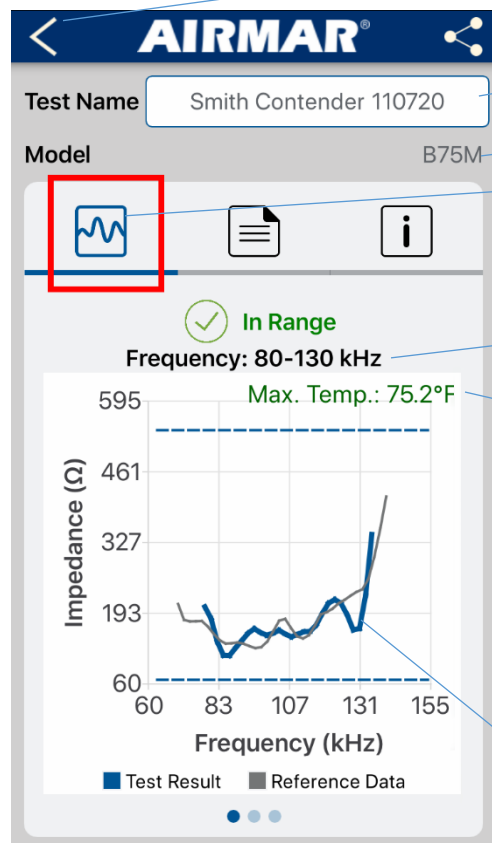 AIRMAR®
Test Name Smith Contender 110720
Model B75M
i
In Range
Frequency: 80-130 kHz
Max. Temp.: 75.2°F
595
461
327
193
60
Impedance (Ω)
60 83 107 131 155
Frequency (kHz)
Test Result Reference Data